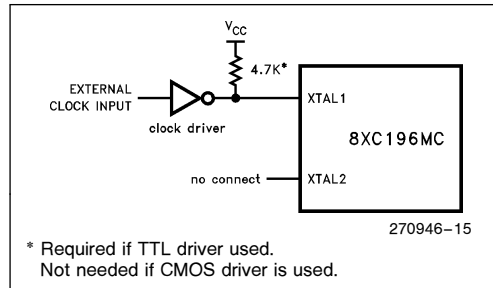 VCC
4.7K*
EXTERNAL
CLOCK INPUT
clock driver
XTAL1
8XC196MC
XTAL2
no connect
270946-15
* Required if TTL driver used.
Not needed if CMOS driver is used.